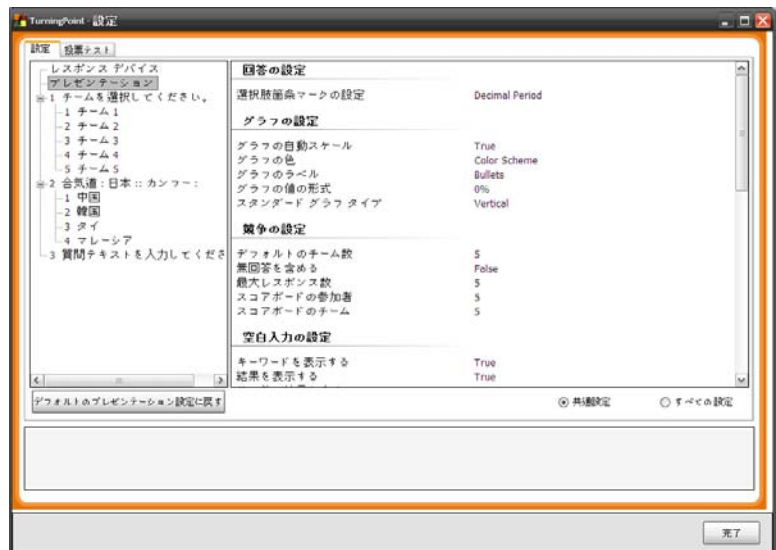 TurningPoint - 設定
設定 投票テスト
レスポンス デバイス
プレゼンテーション
1 チームを選択してください。
1 チーム 1
2 チーム 2
3 チーム 3
4 チーム 4
5 チーム 5
2 合気道：日本 :: カンフー：
1 中国
2 韓国
3 タイ
4 マレーシア
3 質問テキストを入力してくださ
回答の設定
選択肢箇条マークの設定 Decimal Period
グラフの設定
グラフの自動スケール True
グラフの色 Color Scheme
グラフのラベル Bullets
グラフの値の形式 0%
スタンダード グラフ タイプ Vertical
競争の設定
デフォルトのチーム数 5
無回答を含める False
最大レスポンス数 5
スコアボードの参加者 5
スコアボードのチーム 5
空白入力の設定
キーワードを表示する True
結果を表示する True
デフォルトのプレゼンテーション設定に戻す
共通設定 すべての設定
完了